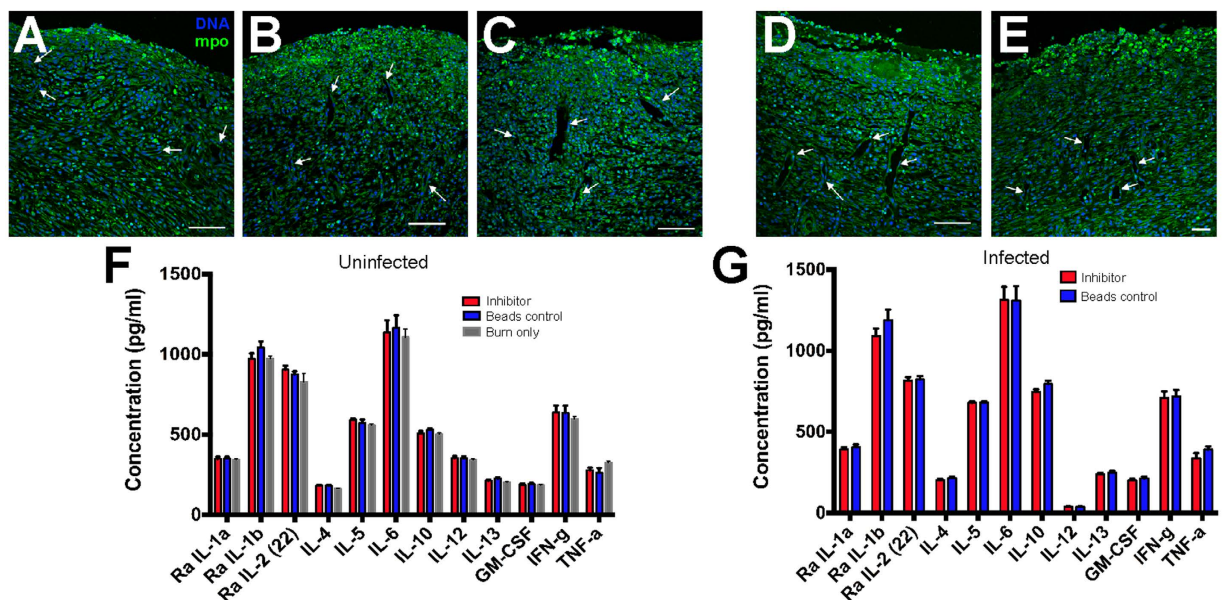 A
DNA
mpo
B
C
D
E
F
Uninfected
Concentration (pg/ml)
1500
1000
500
0
Inhibitor
Beads control
Burn only
Ra IL-1a
Ra IL-1b
Ra IL-2 (22)
IL-4
IL-5
IL-6
IL-10
IL-12
IL-13
GM-CSF
IFN-g
TNF-a
G
Infected
Concentration (pg/ml)
1500
1000
500
0
Inhibitor
Beads control
Ra IL-1a
Ra IL-1b
Ra IL-2 (22)
IL-4
IL-5
IL-6
IL-10
IL-12
IL-13
GM-CSF
IFN-g
TNF-a